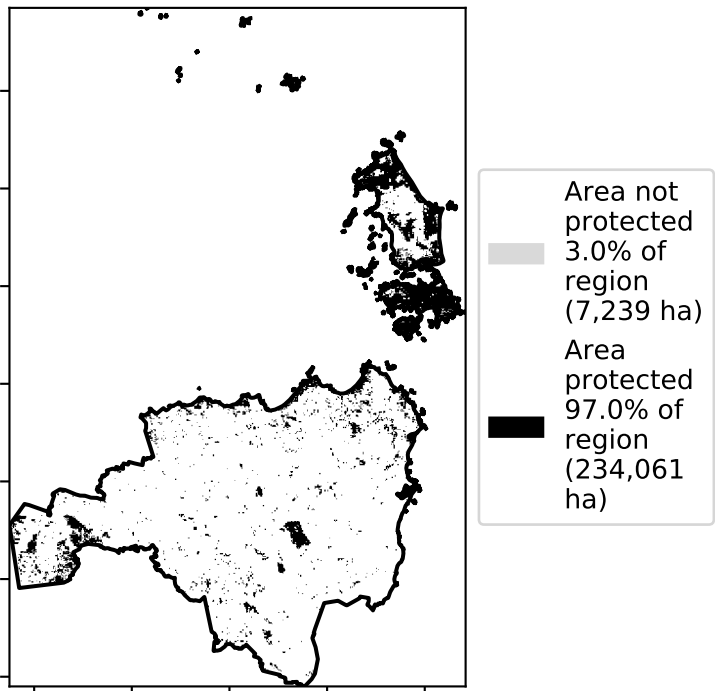 Area not
protected
3.0% of
region
(7,239 ha)
Area
protected
97.0% of
region
(234,061
ha)